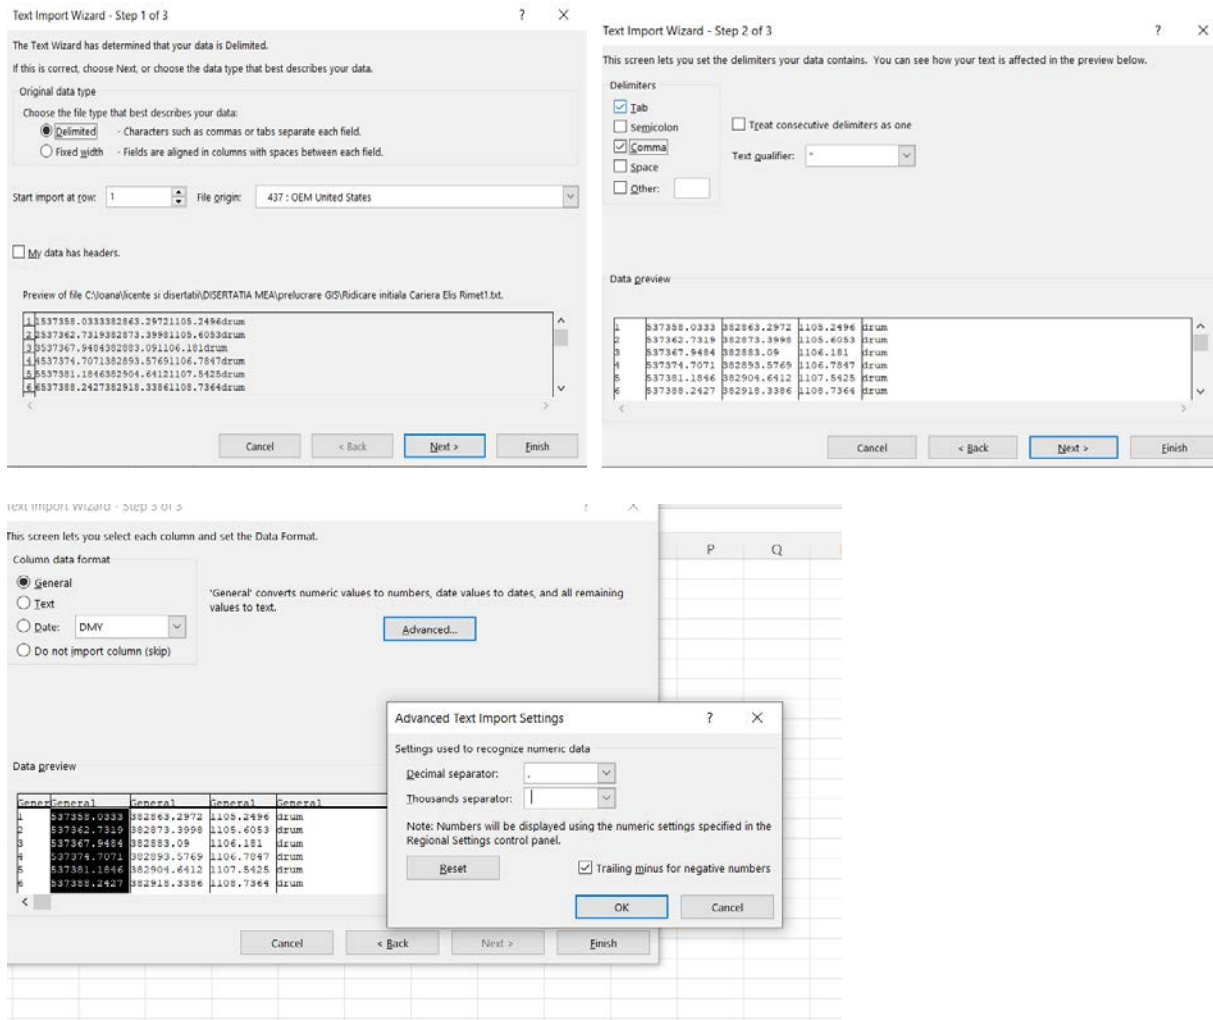 Text Import Wizard - Step 1 of 3
The Text Wizard has determined that your data is Delimited.
If this is correct, choose Next, or choose the data type that best describes your data.
Original data type
Choose the file type that best describes your data:
Delimited - Characters such as commas or tabs separate each field.
Fixed width - Fields are aligned in columns with spaces between each field.
Start import at row: 1 File origin: 437 : OEM United States
My data has headers.
Preview of file C:\Ioana\licente si disertatii\DISERTATIA MEA\prelucrare GIS\Ridicare initiala Cariera Elis Rimet1.txt.
1 1537358.0333382863.29721105.2496drum
2 2537362.7319382873.39981105.6053drum
3 3537367.9484382883.091106.181drum
4 4537374.7071382893.57691106.7847drum
5 5537381.1846382904.64121107.5425drum
6 6537388.2427382918.33861108.7364drum
Cancel < Back Next > Finish
Text Import Wizard - Step 2 of 3
This screen lets you set the delimiters your data contains. You can see how your text is affected in the preview below.
Delimiters
Tab
Semicolon
Comma
Space
Other:
Treat consecutive delimiters as one
Text qualifier: "
Data preview
1 537358.0333 382863.2972 1105.2496 drum
2 537362.7319 382873.3998 1105.6053 drum
3 537367.9484 382883.09 1106.181 drum
4 537374.7071 382893.5769 1106.7847 drum
5 537381.1846 382904.6412 1107.5425 drum
6 537388.2427 382918.3386 1108.7364 drum
Cancel < Back Next > Finish
Text Import Wizard - Step 3 of 3
This screen lets you select each column and set the Data Format.
Column data format
General
Text
Date: DMY
Do not import column (skip)
'General' converts numeric values to numbers, date values to dates, and all remaining
values to text.
Advanced...
Data preview
Gener General General General General
1 537358.0333 382863.2972 1105.2496 drum
2 537362.7319 382873.3998 1105.6053 drum
3 537367.9484 382883.09 1106.181 drum
4 537374.7071 382893.5769 1106.7847 drum
5 537381.1846 382904.6412 1107.5425 drum
6 537388.2427 382918.3386 1108.7364 drum
Cancel < Back Next > Finish
P Q
Advanced Text Import Settings
Settings used to recognize numeric data
Decimal separator: .
Thousands separator:
Note: Numbers will be displayed using the numeric settings specified in the
Regional Settings control panel.
Reset
Trailing minus for negative numbers
OK Cancel